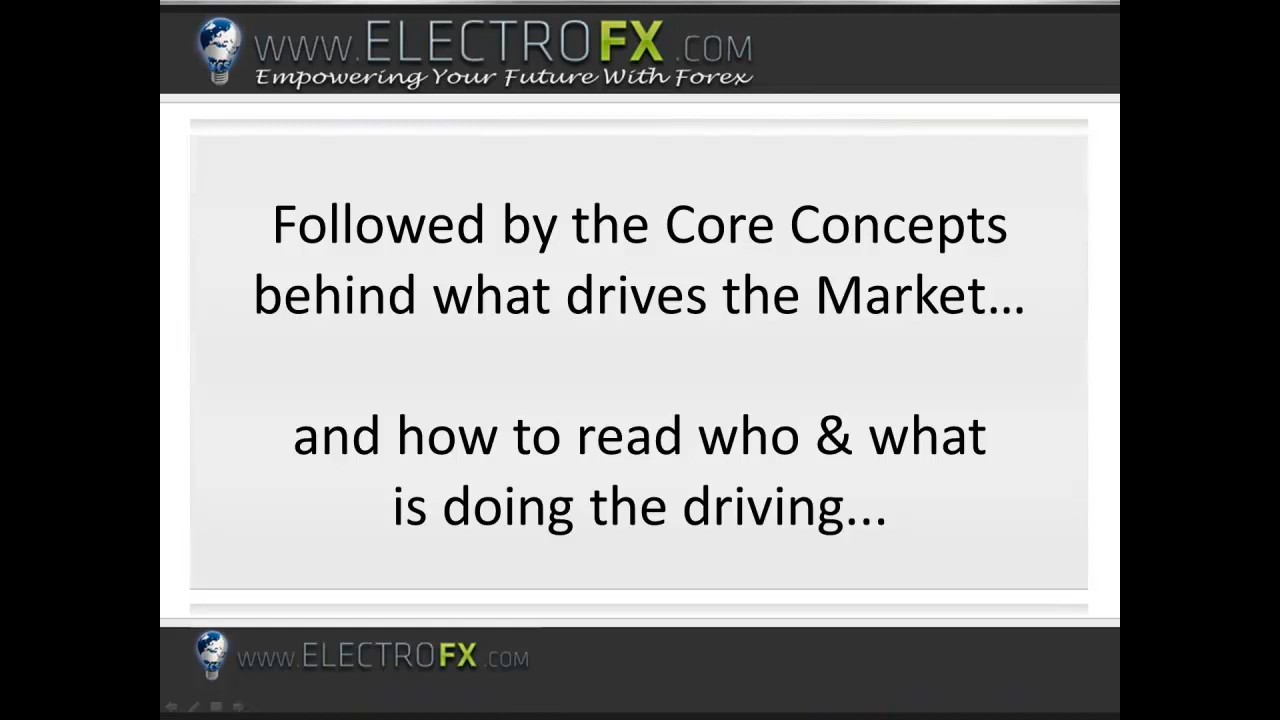 WWW.ELECTROFX.COM
Empowering Your Future With Forex
Followed by the Core Concepts
behind what drives the Market...
and how to read who & what
is doing the driving...
WWW.ELECTROFX.COM